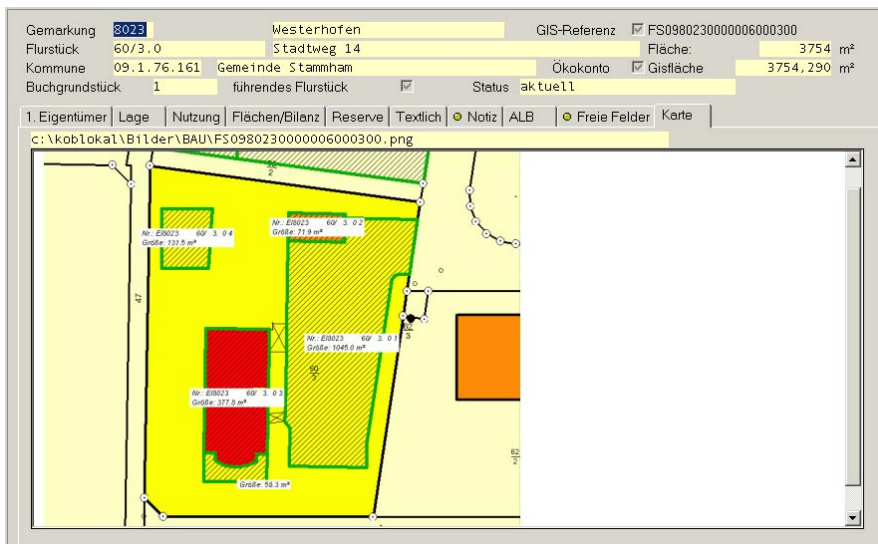 Gemarkung 8023 Westerhofen GIS-Referenz FS0980230000006000300
Flurstück 60/3.0 Stadtweg 14 Fläche: 3754 m²
Kommune 09.1.76.161 Gemeinde Stammham Ökokonto Gisfläche 3754,290 m²
Buchgrundstück 1 führendes Flurstück Status aktuell
1. Eigentümer Lage Nutzung Flächen/Bilanz Reserve Textlich Notiz ALB Freie Felder Karte
c:\koblokal\Bilder\BAU\FS0980230000006000300.png
2
Nr.: EI8023 60/ 3. 0 4
Größe: 131.5 m²
Nr.: EI8023 60/ 3. 0 2
Größe: 71.9 m²
47
62
3
Nr.: EI8023 60/ 3. 0 1
Größe: 1045.0 m²
60
3
Nr.: EI8023 60/ 3. 0 3
Größe: 377.8 m²
62
2
Größe: 58.3 m²